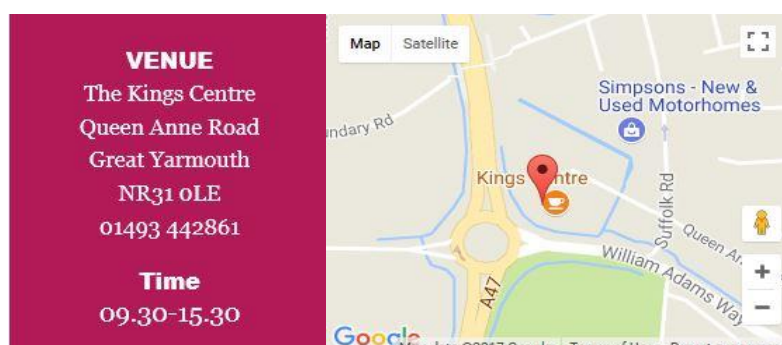 VENUE
The Kings Centre
Queen Anne Road
Great Yarmouth
NR31 0LE
01493 442861
Time
09.30-15.30
Map Satellite
Simpsons - New &
Used Motorhomes
ndary Rd
Kings ntre
Suffolk Rd
Queen An
William Adams Way
A47
Google